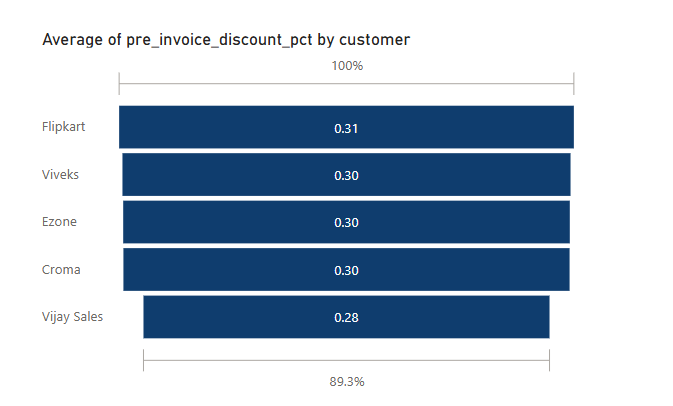 Average of pre_invoice_discount_pct by customer
100%
Flipkart 0.31
Viveks 0.30
Ezone 0.30
Croma 0.30
Vijay Sales 0.28
89.3%